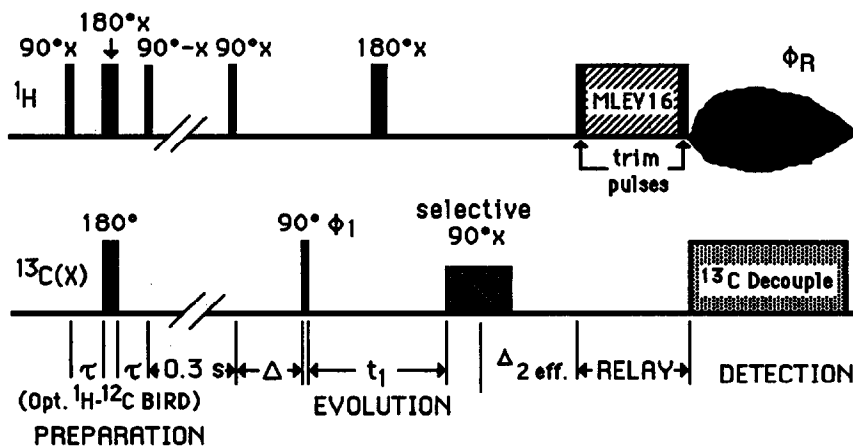 180°x
90°x 90°-x 90°x 180°x
¹H MLEV16 ϕR
trim
pulses
selective
90°x
180° 90° ϕ₁
¹³C(X) ¹³C Decouple
τ τ 0.3 s Δ t₁ Δ₂ eff. RELAY DETECTION
(Opt. ¹H-¹²C BIRD) EVOLUTION
PREPARATION